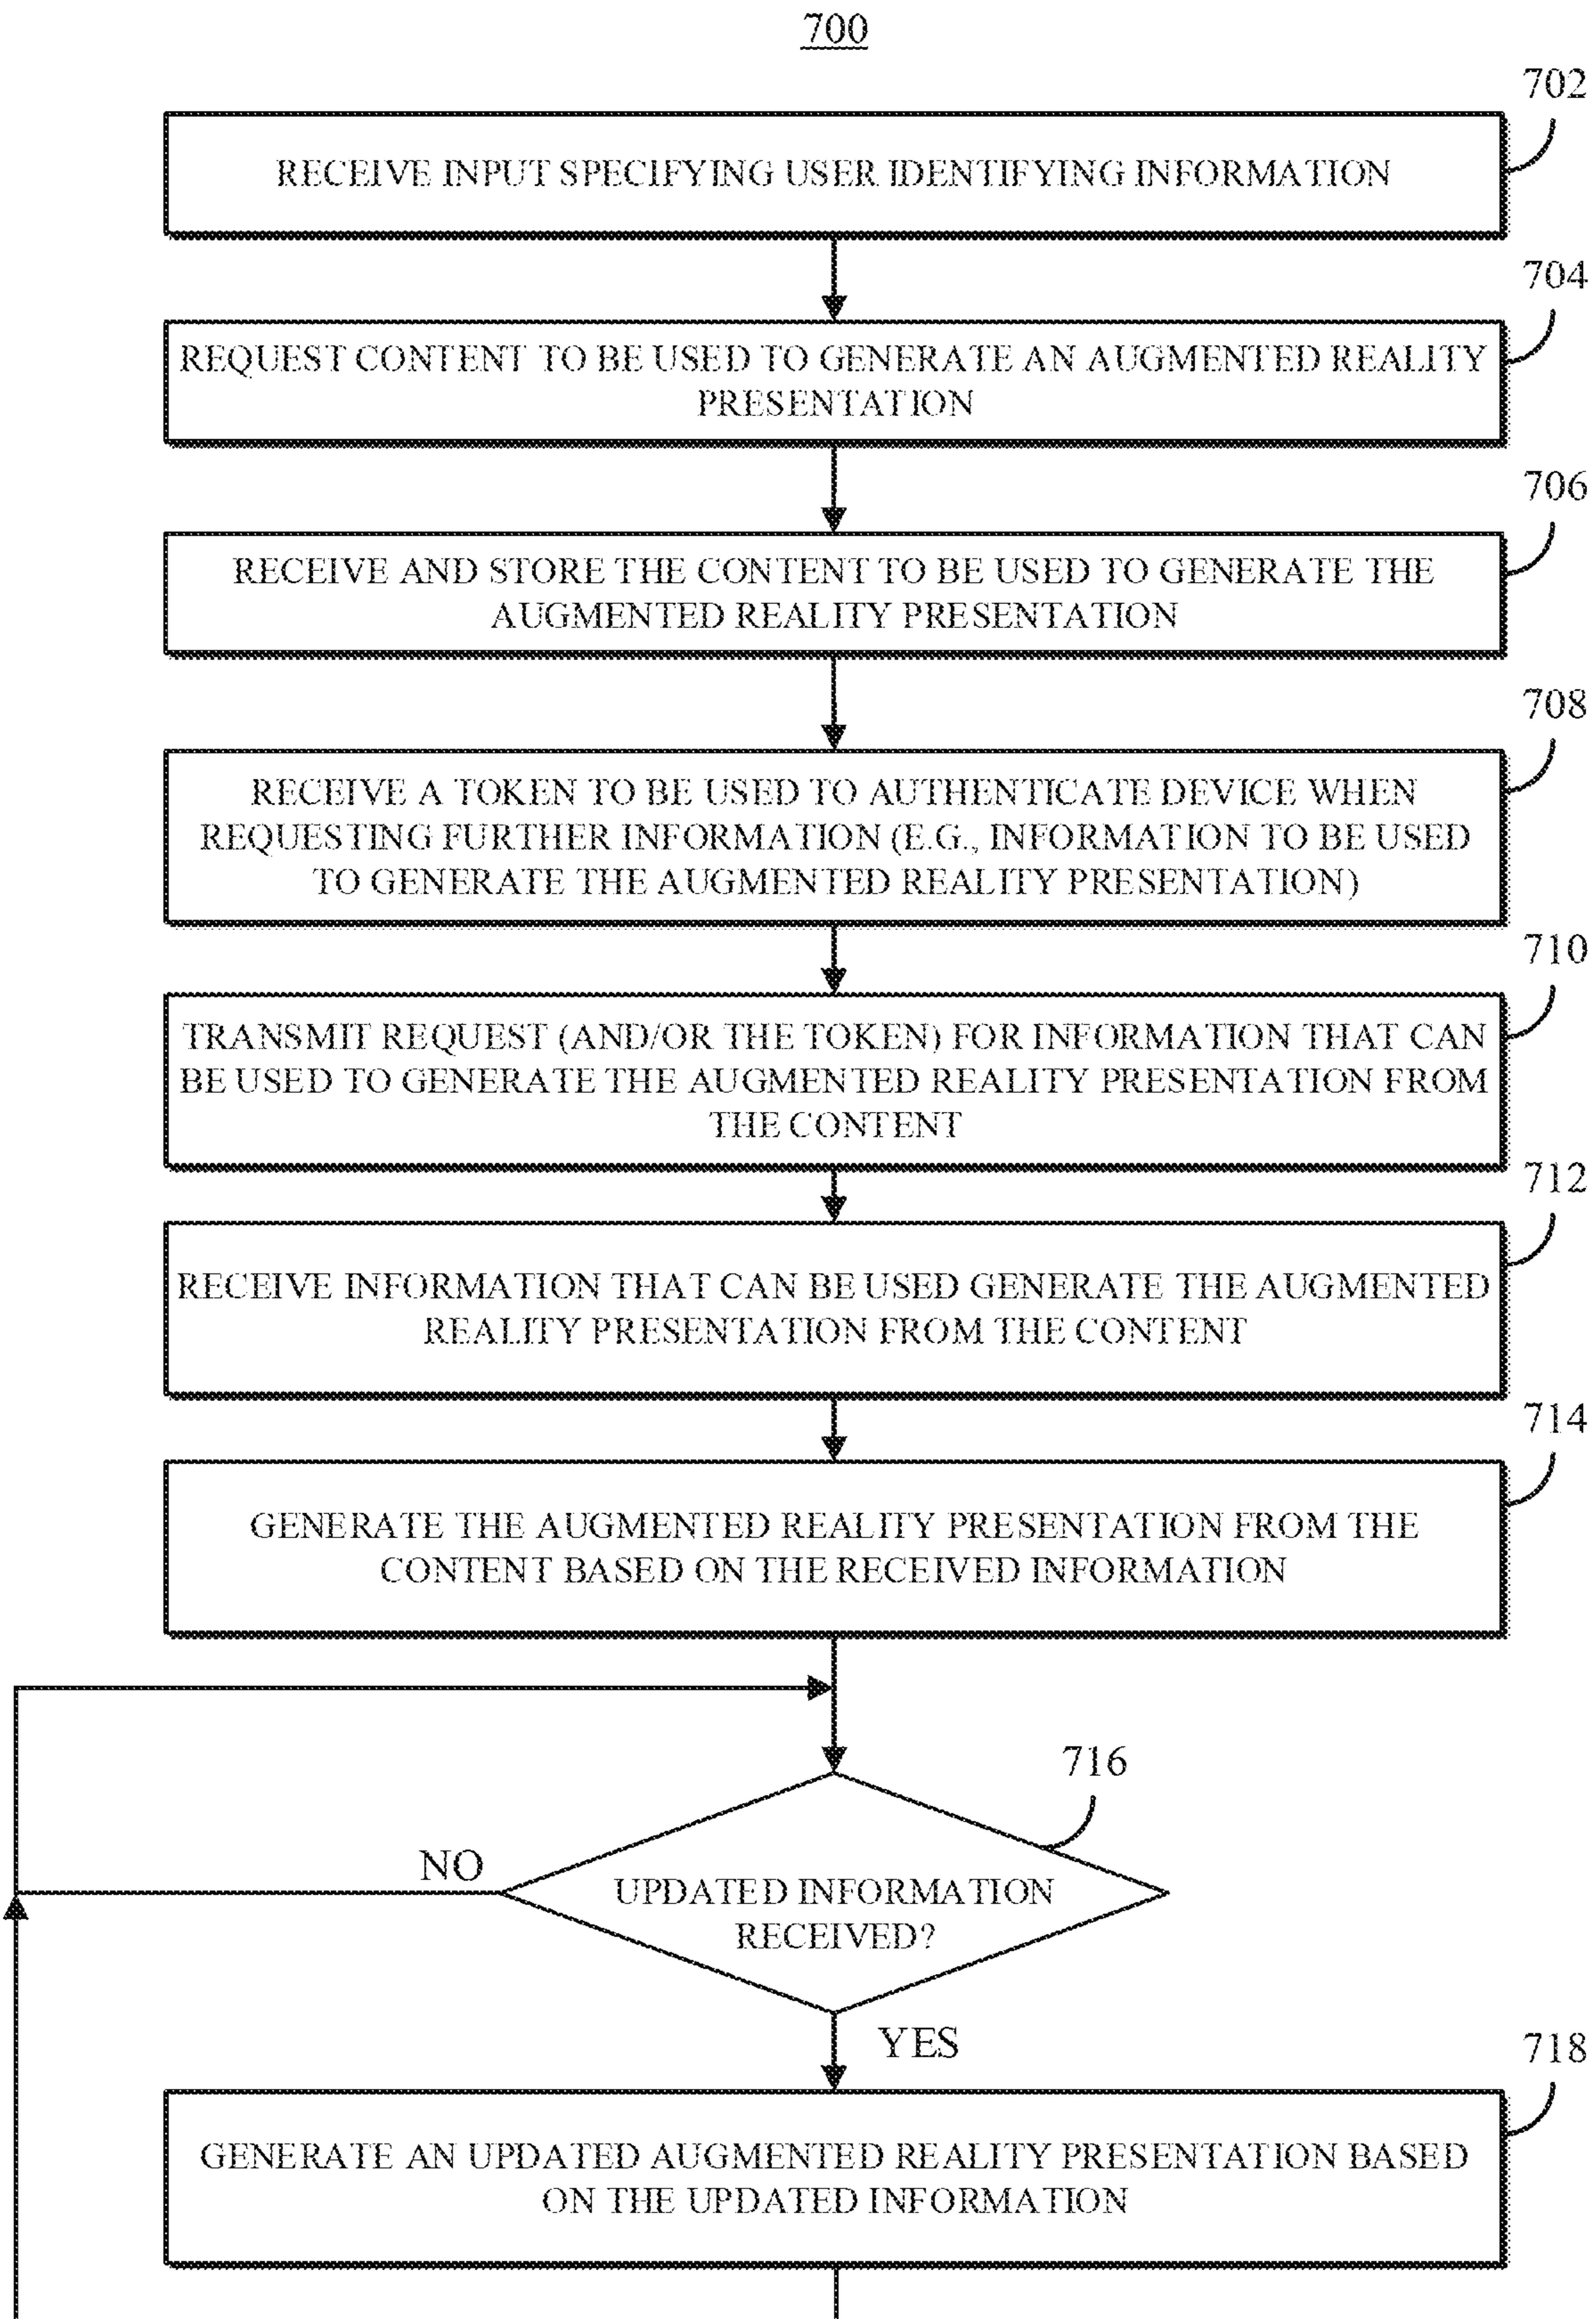 700
702
RECEIVE INPUT SPECIFYING USER IDENTIFYING INFORMATION
704
REQUEST CONTENT TO BE USED TO GENERATE AN AUGMENTED REALITY
PRESENTATION
706
RECEIVE AND STORE THE CONTENT TO BE USED TO GENERATE THE
AUGMENTED REALITY PRESENTATION
708
RECEIVE A TOKEN TO BE USED TO AUTHENTICATE DEVICE WHEN
REQUESTING FURTHER INFORMATION (E.G., INFORMATION TO BE USED
TO GENERATE THE AUGMENTED REALITY PRESENTATION)
710
TRANSMIT REQUEST (AND/OR THE TOKEN) FOR INFORMATION THAT CAN
BE USED TO GENERATE THE AUGMENTED REALITY PRESENTATION FROM
THE CONTENT
712
RECEIVE INFORMATION THAT CAN BE USED GENERATE THE AUGMENTED
REALITY PRESENTATION FROM THE CONTENT
714
GENERATE THE AUGMENTED REALITY PRESENTATION FROM THE
CONTENT BASED ON THE RECEIVED INFORMATION
716
NO
UPDATED INFORMATION
RECEIVED?
YES
718
GENERATE AN UPDATED AUGMENTED REALITY PRESENTATION BASED
ON THE UPDATED INFORMATION